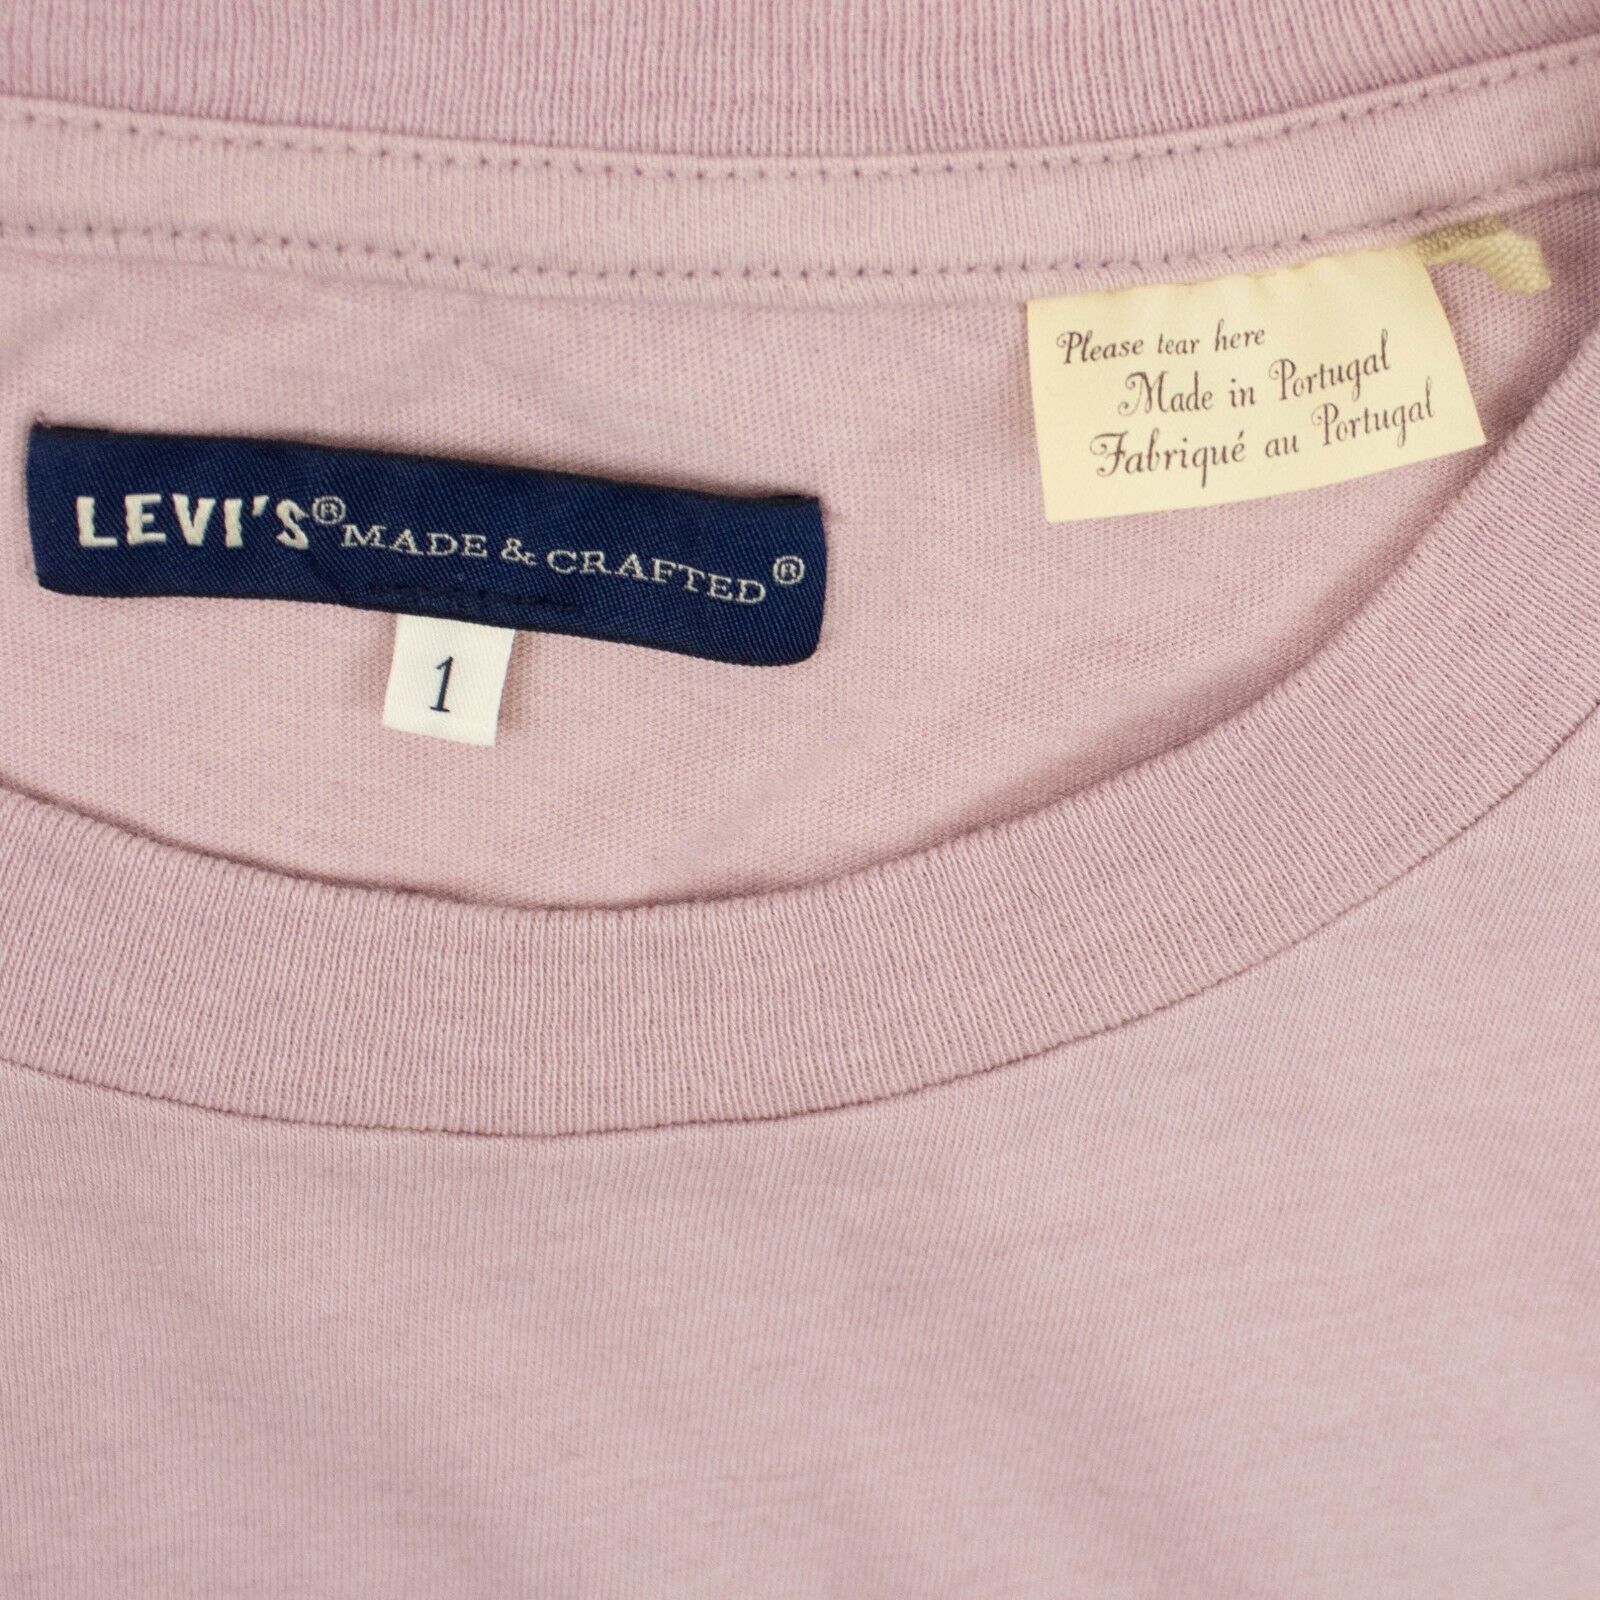 LEVI'S® MADE & CRAFTED®
1
Please tear here
Made in Portugal
Fabriqué au Portugal